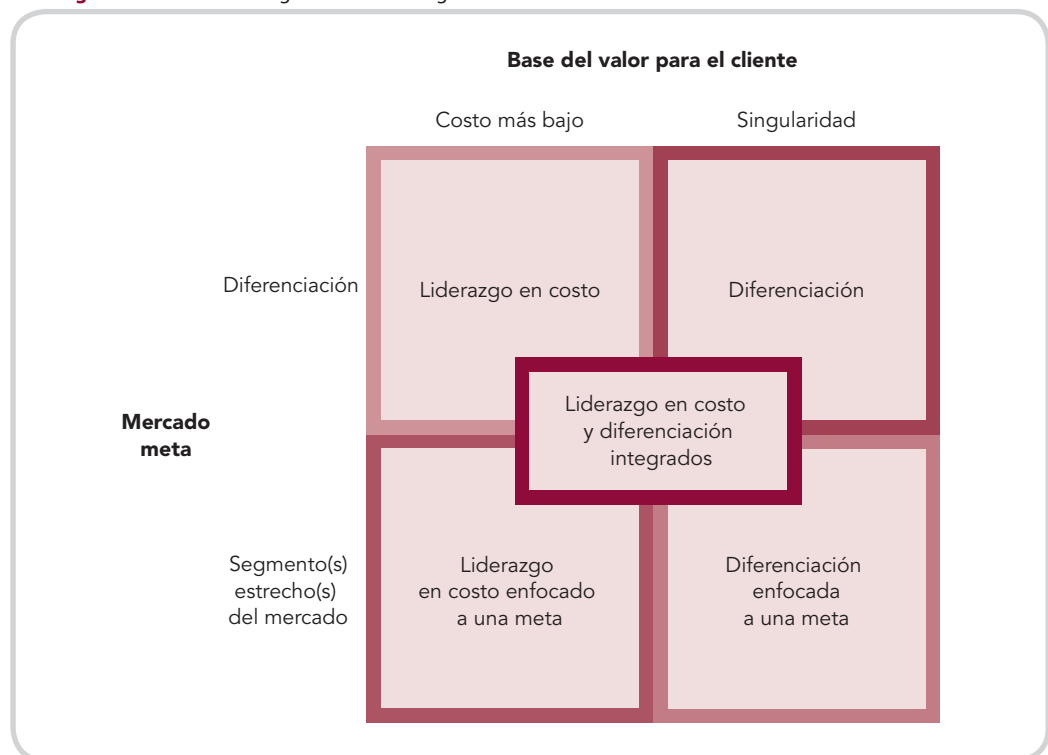 Base del valor para el cliente
Costo más bajo
Singularidad
Diferenciación
Liderazgo en costo
Diferenciación
Mercado
meta
Liderazgo en costo
y diferenciación
integrados
Segmento(s)
estrecho(s)
del mercado
Liderazgo
en costo enfocado
a una meta
Diferenciación
enfocada
a una meta